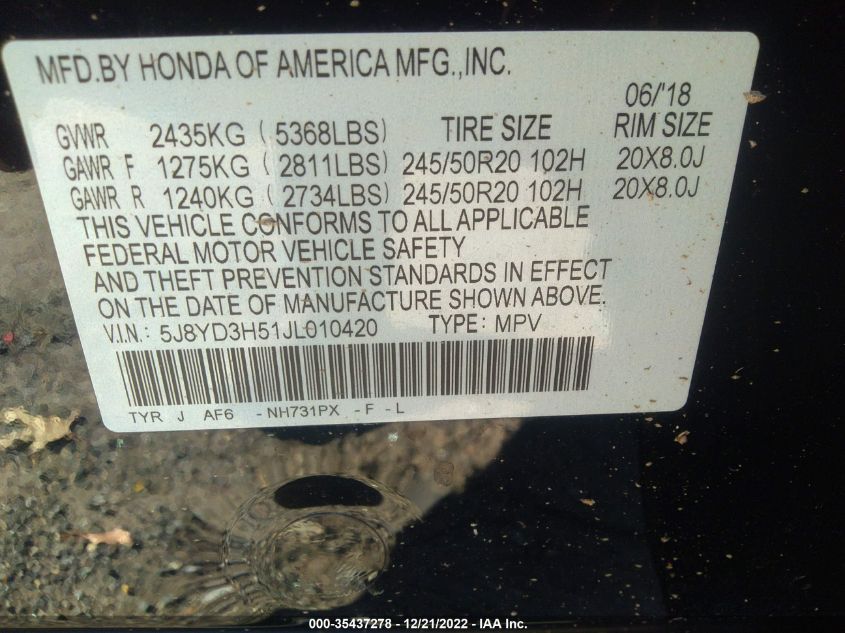 MFD.BY HONDA OF AMERICA MFG.,INC.
06/'18
GVWR 2435KG ( 5368LBS) TIRE SIZE RIM SIZE
GAWR F 1275KG ( 2811LBS) 245/50R20 102H 20X8.0J
GAWR R 1240KG ( 2734LBS) 245/50R20 102H 20X8.0J
THIS VEHICLE CONFORMS TO ALL APPLICABLE
FEDERAL MOTOR VEHICLE SAFETY
AND THEFT PREVENTION STANDARDS IN EFFECT
ON THE DATE OF MANUFACTURE SHOWN ABOVE.
V.I.N.: 5J8YD3H51JL010420 TYPE: MPV
TYR J AF6 -NH731PX -F -L
000-35437278 - 12/21/2022 - IAA Inc.